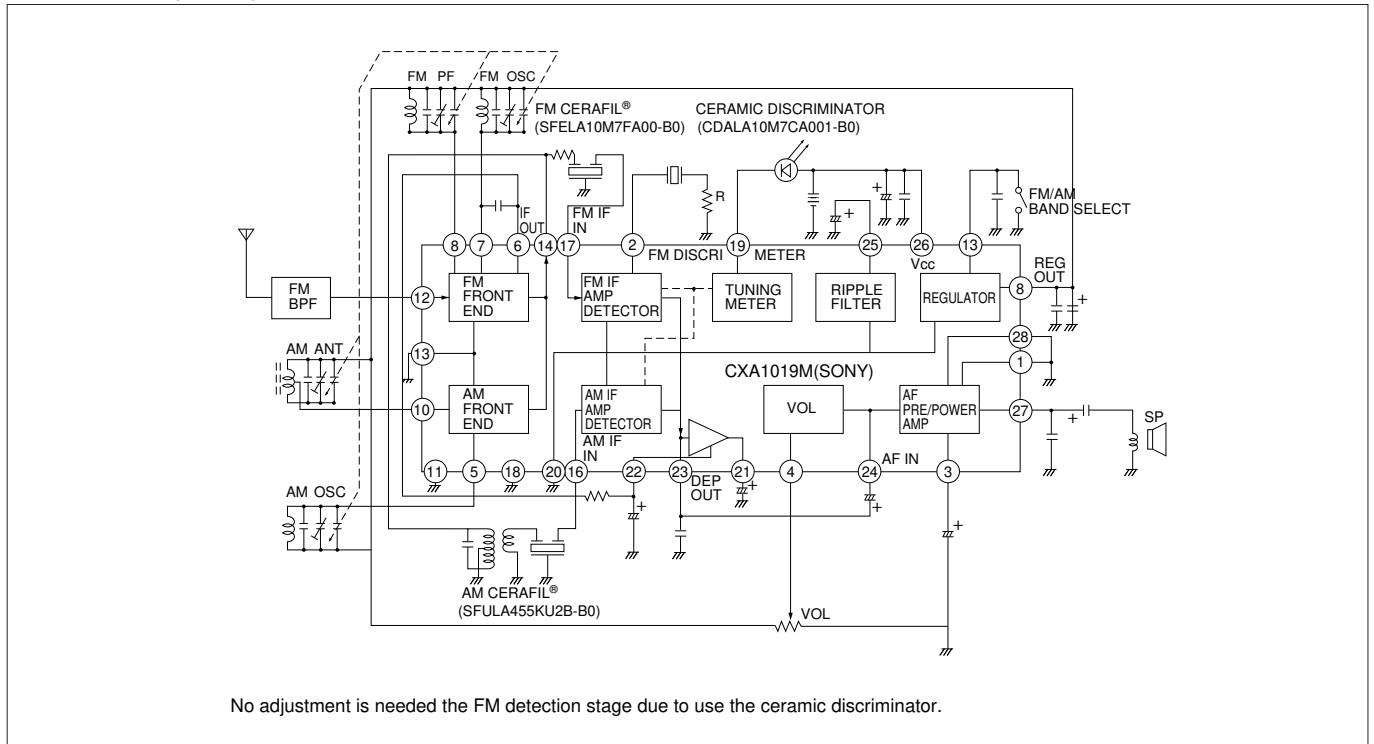 FM PF FM OSC
FM CERAFIL®
(SFELA10M7FA00-B0)
CERAMIC DISCRIMINATOR
(CDALA10M7CA001-B0)
R
FM/AM
BAND SELECT
IF
OUT
FM IF
IN
8 7 6 14 17 2 FM DISCRI 19 METER 25 26 13
Vcc
REG
OUT
8
FM
BPF
12
FM
FRONT
END
FM IF
AMP
DETECTOR
TUNING
METER
RIPPLE
FILTER
REGULATOR
28
13
1
AM ANT
CXA1019M(SONY)
10
AM
FRONT
END
AM IF
AMP
DETECTOR
VOL
AF
PRE/POWER
AMP
27
SP
AM IF
IN
11 5 18 20 16 22 23 21 4 24 AF IN 3
DEP
OUT
AM OSC
AM CERAFIL®
(SFULA455KU2B-B0)
VOL
No adjustment is needed the FM detection stage due to use the ceramic discriminator.